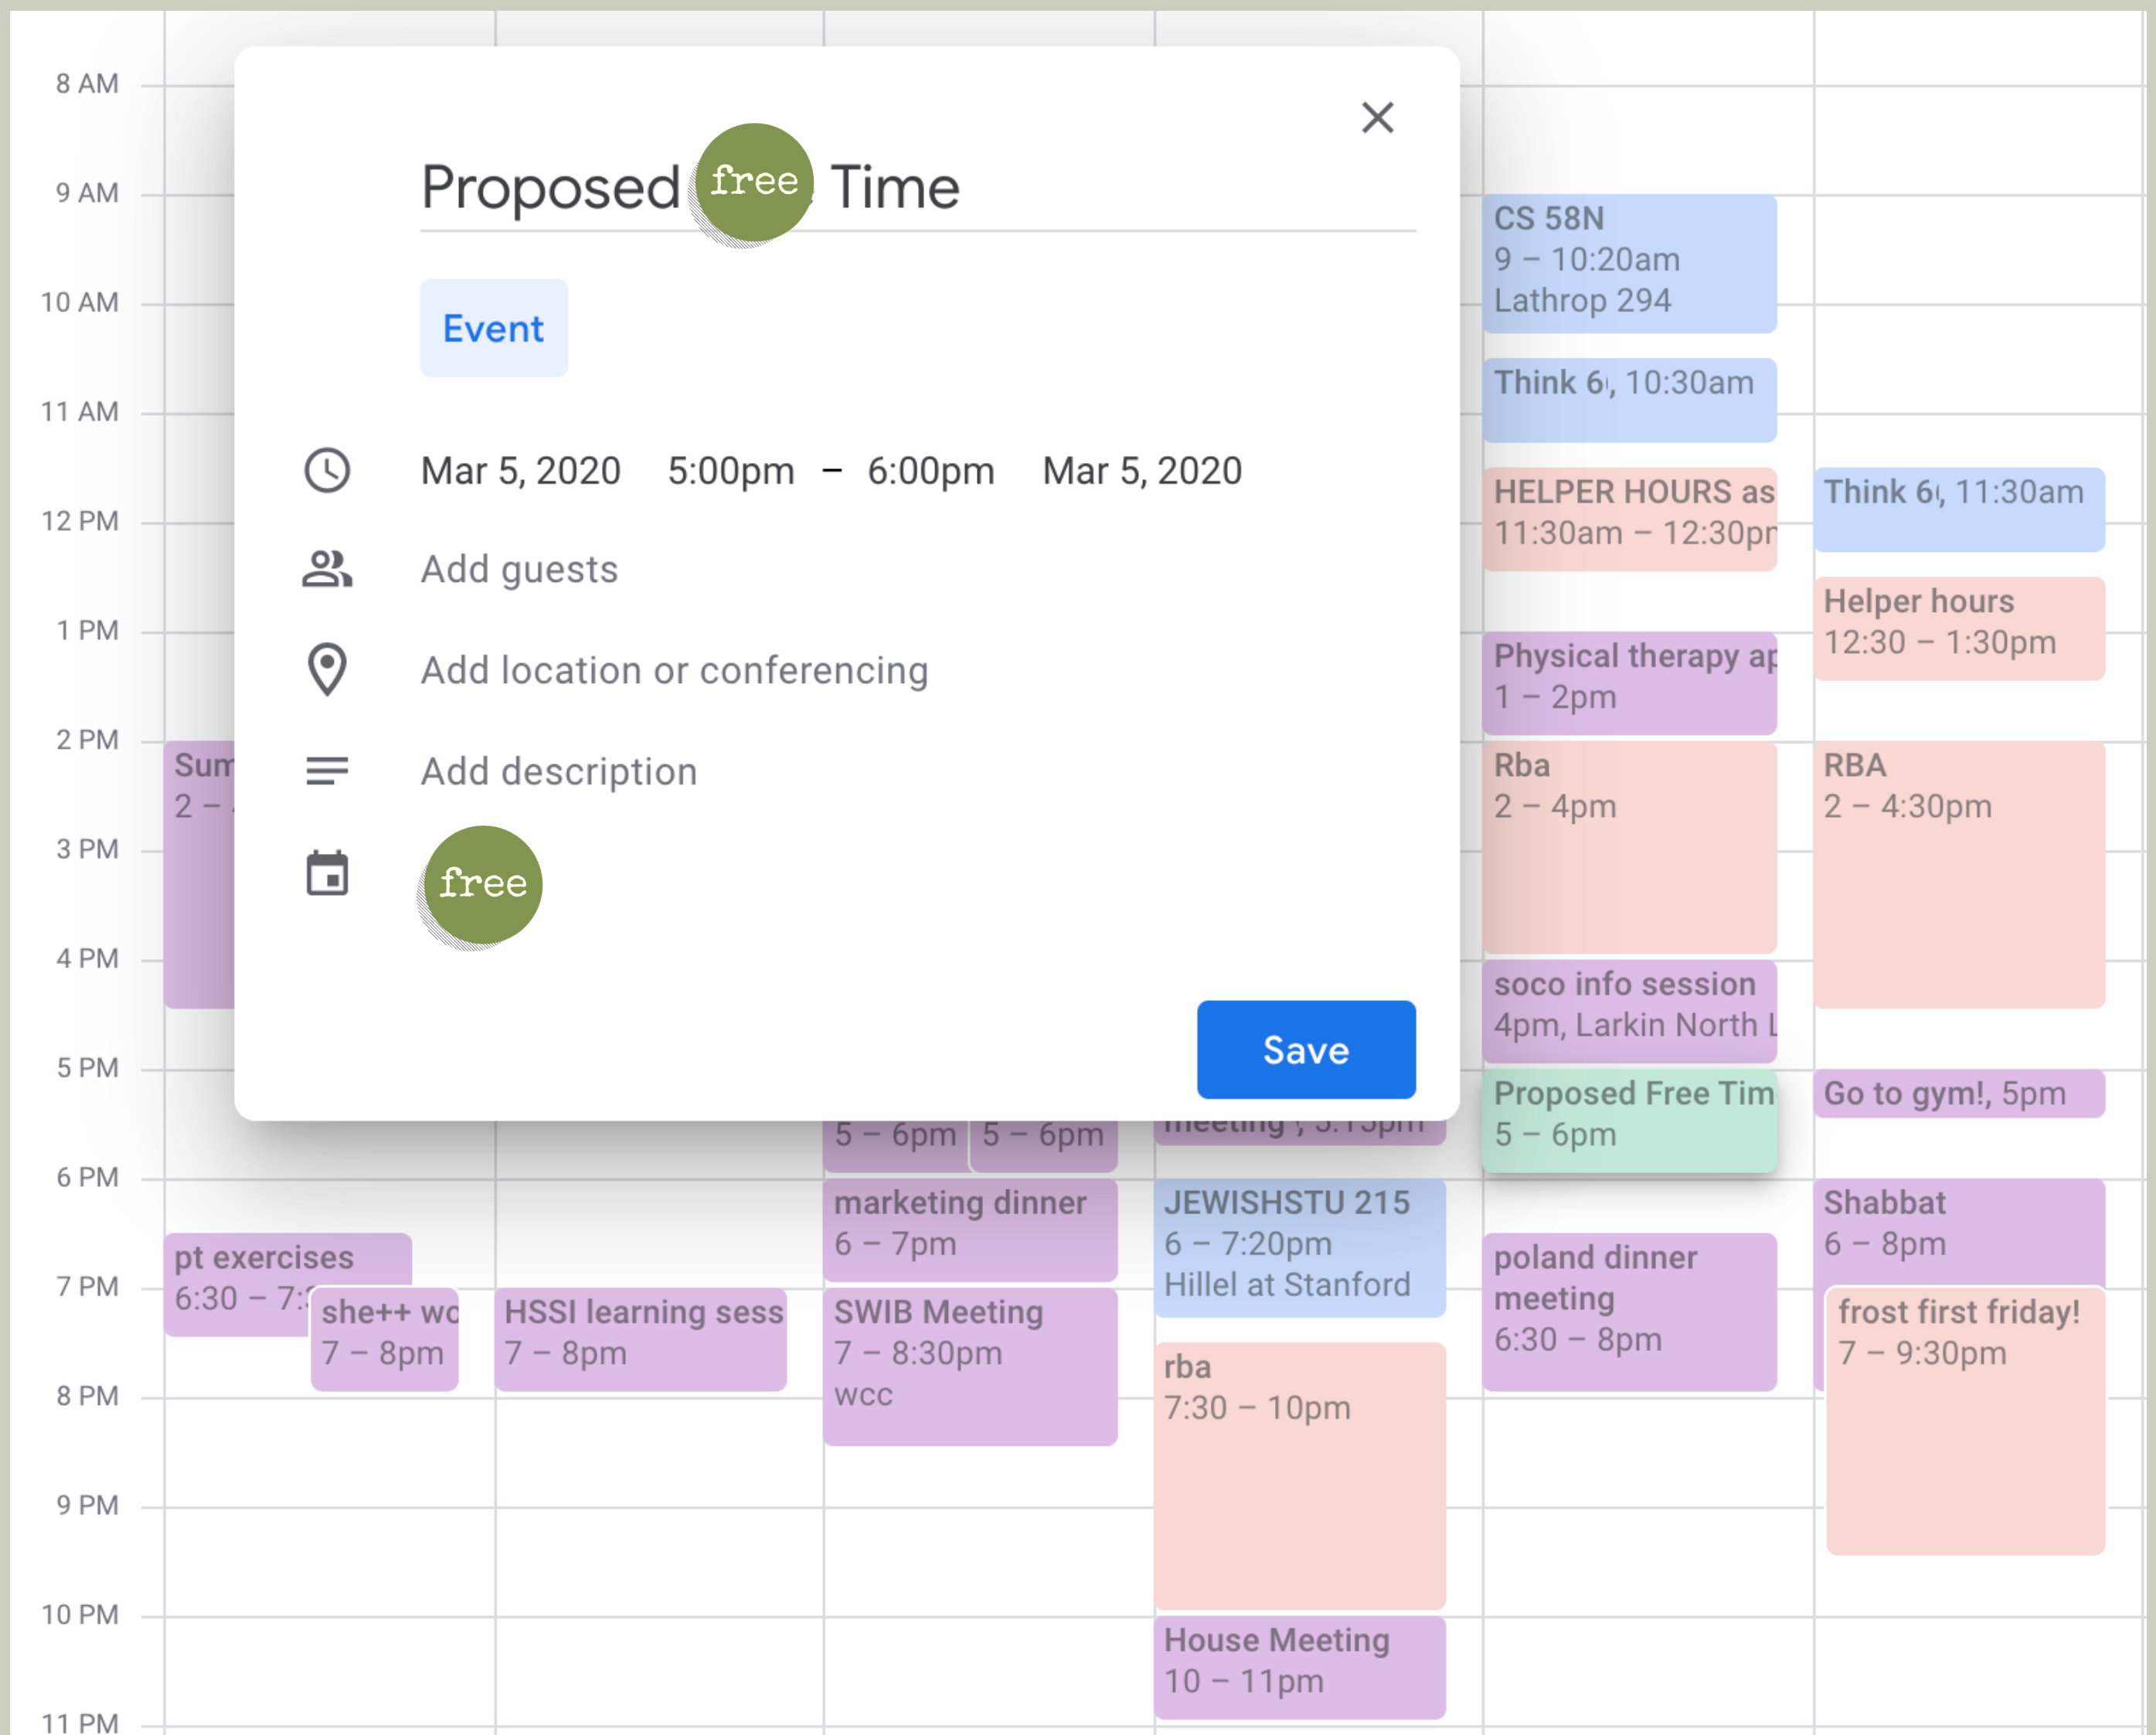 8 AM
9 AM
10 AM
11 AM
12 PM
1 PM
2 PM
3 PM
4 PM
5 PM
6 PM
7 PM
8 PM
9 PM
10 PM
11 PM
Proposed free Time
Event
Mar 5, 2020 5:00pm – 6:00pm Mar 5, 2020
Add guests
Add location or conferencing
Add description
free
Save
2 –
pt exercises
6:30 –
she++
7 – 8pm
HSSI learning sess
7 – 8pm
5 – 6pm
5 – 6pm
marketing dinner
6 – 7pm
SWIB Meeting
7 – 8:30pm
wcc
meeting , 5:15pm
JEWISHSTU 215
6 – 7:20pm
Hillel at Stanford
rba
7:30 – 10pm
House Meeting
10 – 11pm
CS 58N
9 – 10:20am
Lathrop 294
Think 6, 10:30am
HELPER HOURS as
11:30am – 12:30pm
Physical therapy ap
1 – 2pm
Rba
2 – 4pm
soco info session
4pm, Larkin North L
Proposed Free Tim
5 – 6pm
poland dinner
meeting
6:30 – 8pm
Think 6, 11:30am
Helper hours
12:30 – 1:30pm
RBA
2 – 4:30pm
Go to gym!, 5pm
Shabbat
6 – 8pm
frost first friday!
7 – 9:30pm